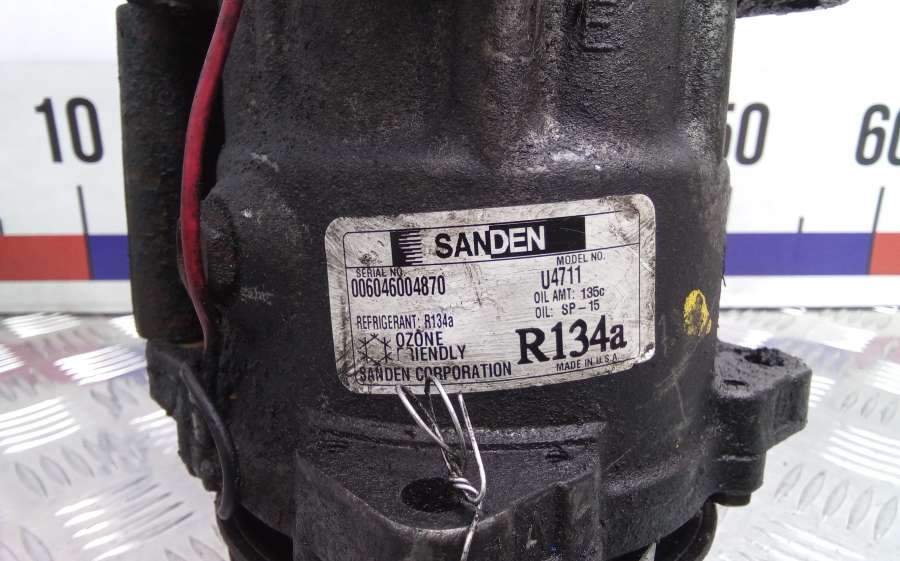 10
50
60
SANDEN
SERIAL NO.
MODEL NO.
006046004870
U4711
OIL AMT: 135c
OIL: SP-15
REFRIGERANT: R134a
OZONE
FRIENDLY
R134a
SANDEN CORPORATION
MADE IN U.S.A.